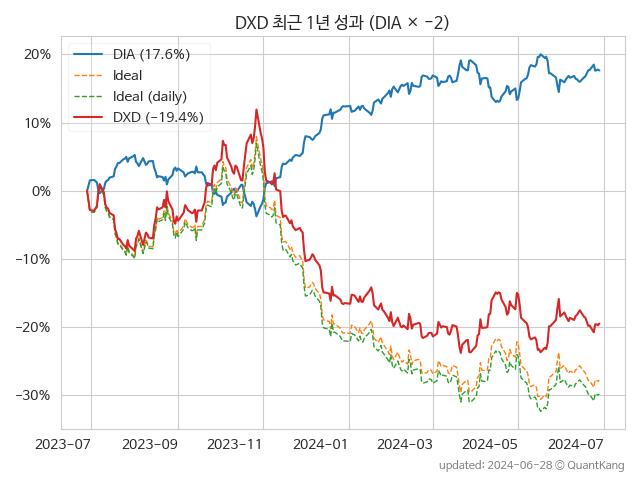 DXD 최근 1년 성과 (DIA × −2)
DIA (17.6%)
Ideal
Ideal (daily)
DXD (−19.4%)
20%
10%
0%
−10%
−20%
−30%
2023-07
2023-09
2023-11
2024-01
2024-03
2024-05
2024-07
updated: 2024-06-28 © QuantKang